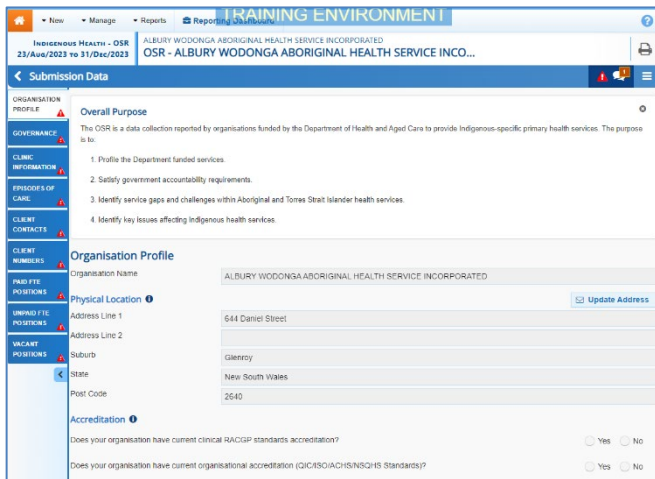 TRAINING ENVIRONMENT
New Manage Reports Reporting Dashboard
INDIGENOUS HEALTH - OSR
23/AUG/2023 TO 31/DEC/2023
ALBURY WODONGA ABORIGINAL HEALTH SERVICE INCORPORATED
OSR - ALBURY WODONGA ABORIGINAL HEALTH SERVICE INCO...
Submission Data
ORGANISATION
PROFILE
GOVERNANCE
CLINIC
INFORMATION
EPISODES OF
CARE
CLIENT
CONTACTS
CLIENT
NUMBERS
PAID FTE
POSITIONS
UNPAID FTE
POSITIONS
VACANT
POSITIONS
Overall Purpose
The OSR is a data collection reported by organisations funded by the Department of Health and Aged Care to provide Indigenous-specific primary health services. The purpose
is to:
1. Profile the Department funded services.
2. Satisfy government accountability requirements.
3. Identify service gaps and challenges within Aboriginal and Torres Strait Islander health services.
4. Identify key issues affecting Indigenous health services.
Organisation Profile
Organisation Name ALBURY WODONGA ABORIGINAL HEALTH SERVICE INCORPORATED
Physical Location Update Address
Address Line 1 644 Daniel Street
Address Line 2
Suburb Glenroy
State New South Wales
Post Code 2640
Accreditation
Does your organisation have current clinical RACGP standards accreditation? Yes No
Does your organisation have current organisational accreditation (QIC/ISO/ACHS/NSQHS Standards)? Yes No